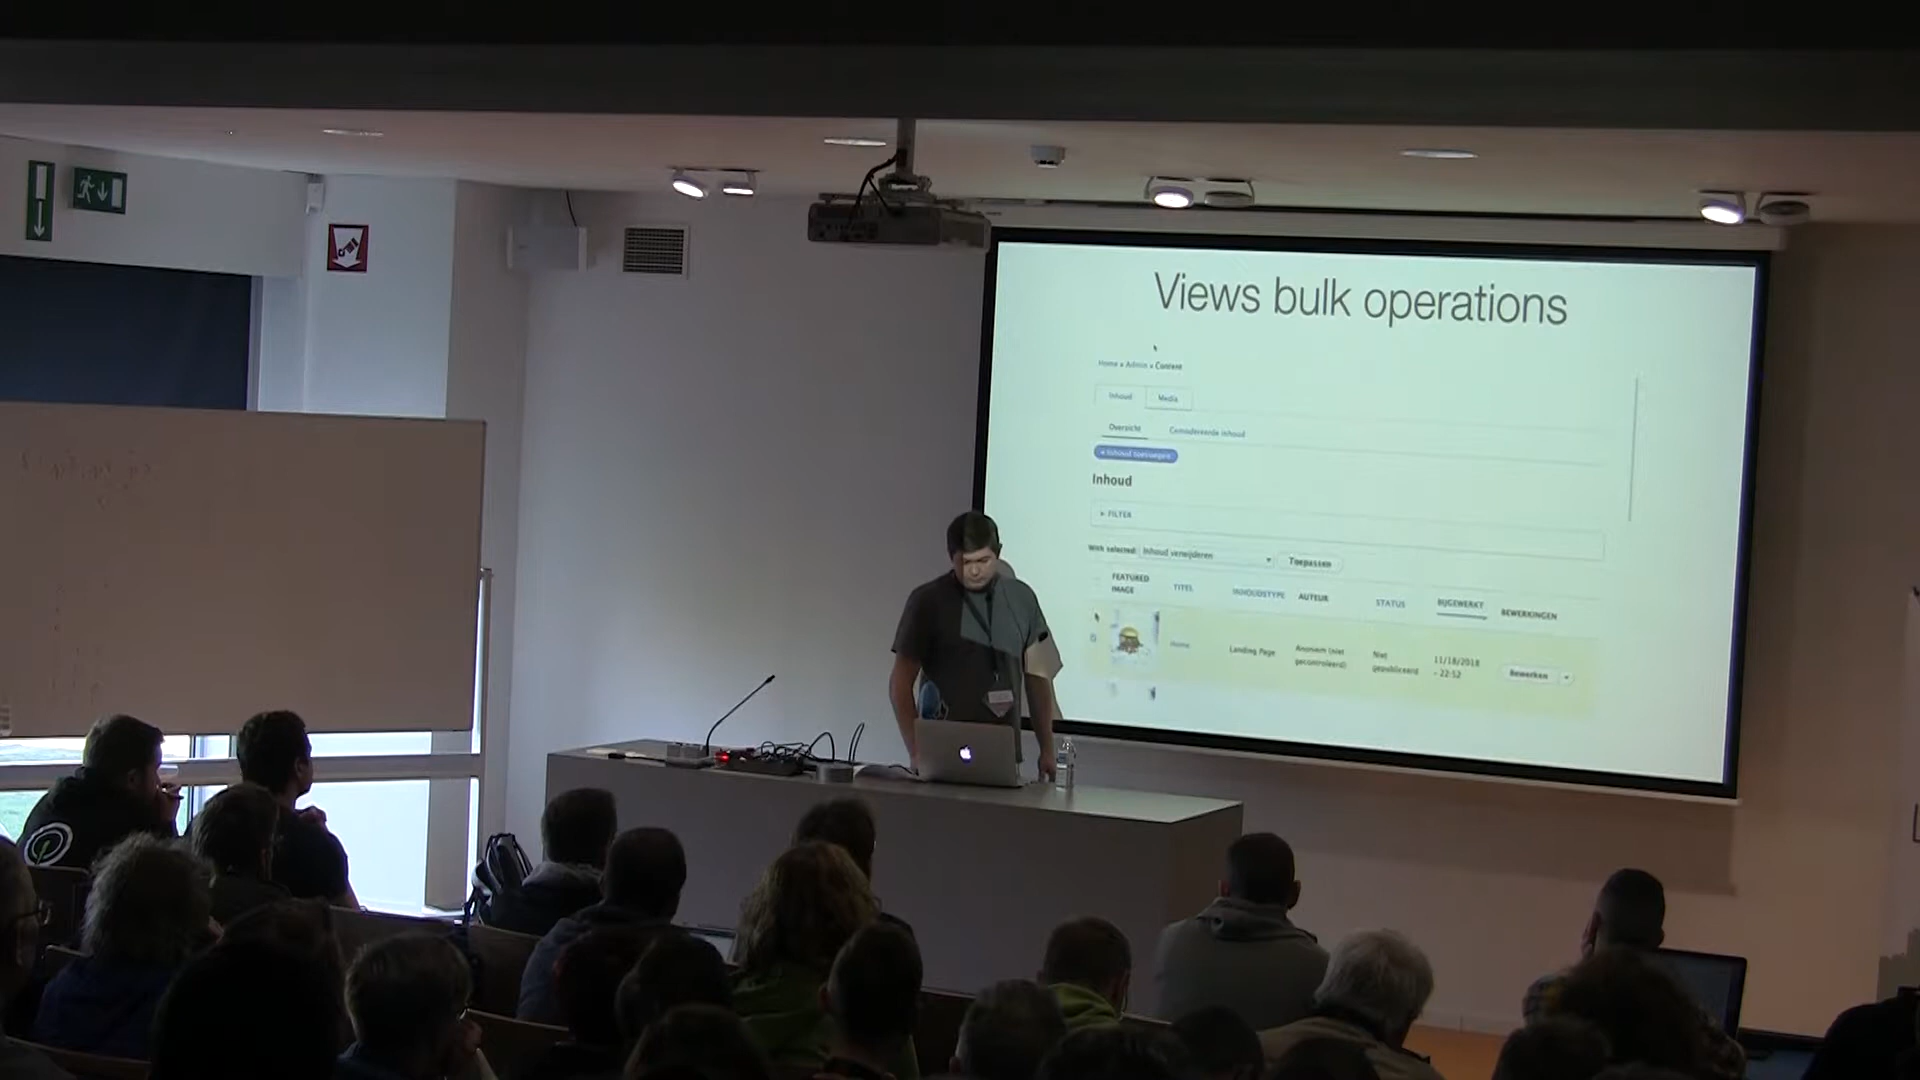 Views bulk operations
Home » Admin » Content
Inhoud Media
Overzicht Gemodereerde inhoud
+ Inhoud toevoegen
Inhoud
▸ FILTER
With selected: Inhoud verwijderen Toepassen
FEATURED IMAGE TITEL INHOUDSTYPE AUTEUR STATUS BIJGEWERKT BEWERKINGEN
Home Landing Page Anoniem (niet gecontroleerd) Niet gepubliceerd 11/18/2018 - 22:52 Bewerken